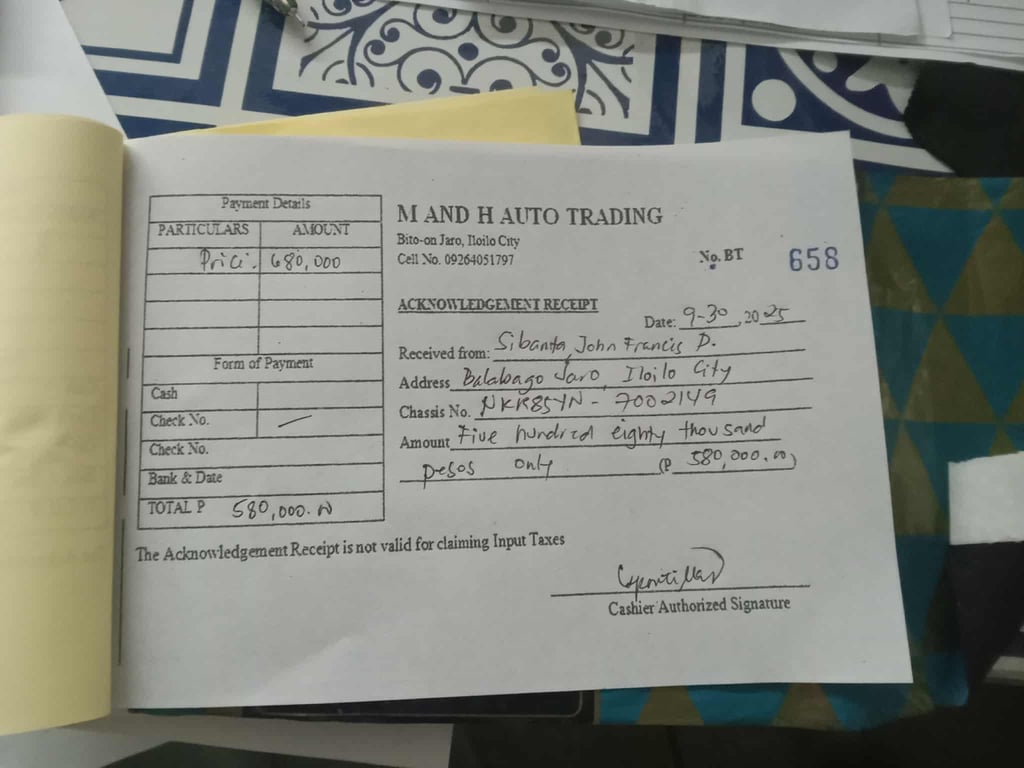 Payment Details
PARTICULARS AMOUNT
Price: 680,000
Form of Payment
Cash
Check No.
Check No.
Bank & Date
TOTAL P 580,000.00
M AND H AUTO TRADING
Bito-on Jaro, Iloilo City
Cell No. 09264051797
No. BT 658
ACKNOWLEDGEMENT RECEIPT
Date: 9-30, 2025
Received from: Sibanta, John Francis D.
Address Balabago Jaro, Iloilo City
Chassis No. NKR85YN - 7002149
Amount Five hundred eighty thousand
pesos only (P 580,000.00)
The Acknowledgement Receipt is not valid for claiming Input Taxes
Cashier Authorized Signature